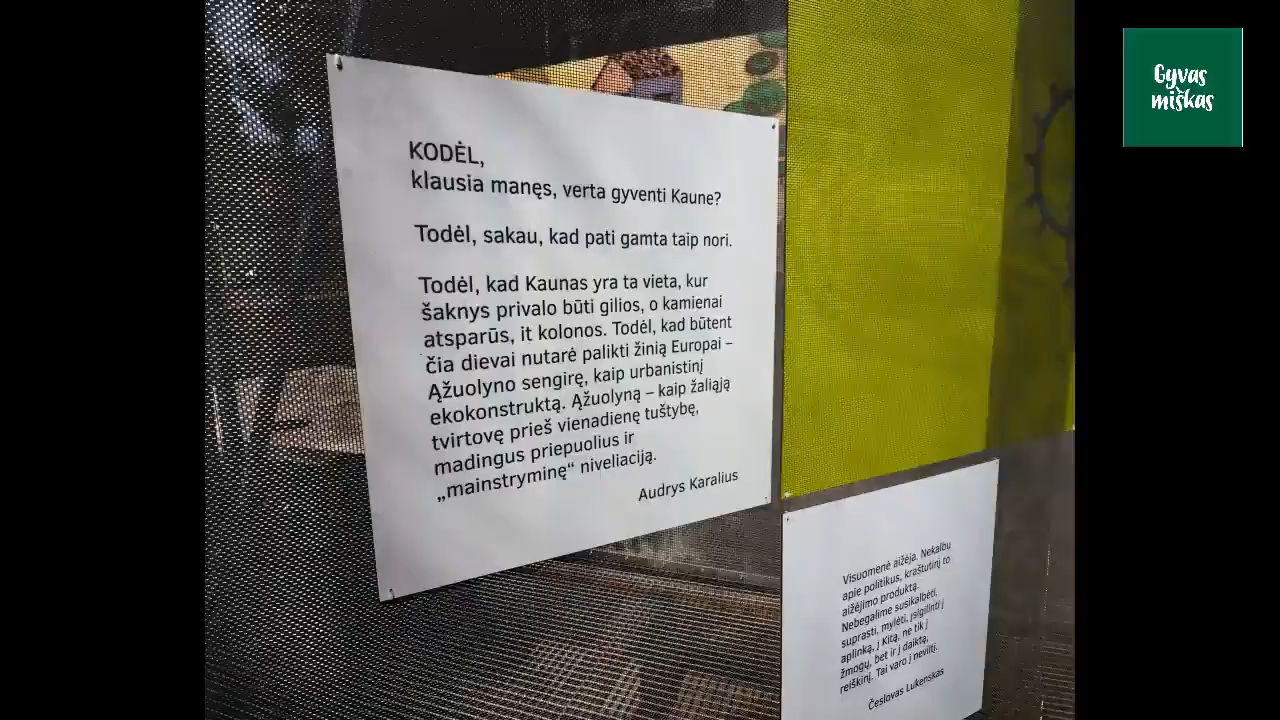 KODĖL,
klausia manęs, verta gyventi Kaune?
Todėl, sakau, kad pati gamta taip nori.
Todėl, kad Kaunas yra ta vieta, kur
šaknys privalo būti gilios, o kamienai
atsparūs, it kolonos. Todėl, kad būtent
čia dievai nutarė palikti žinią Europai –
Ąžuolyno sengirę, kaip urbanistinį
ekokonstruktą. Ąžuolyną – kaip žaliąją
tvirtovę prieš vienadienę tuštybę,
madingus priepuolius ir
„mainstryminę“ niveliaciją.
Audrys Karalius
Visuomenė aižėja. Nekalbu
apie politikus, kraštutinį to
aižėjimo produktą.
Nebegalime susikalbėti,
suprasti, mylėti, įsigilinti į
aplinką, į Kitą, ne tik į
žmogų, bet ir į daiktą,
reiškinį. Tai varo į neviltį.
Česlovas Lukenskas
Gyvas
miškas